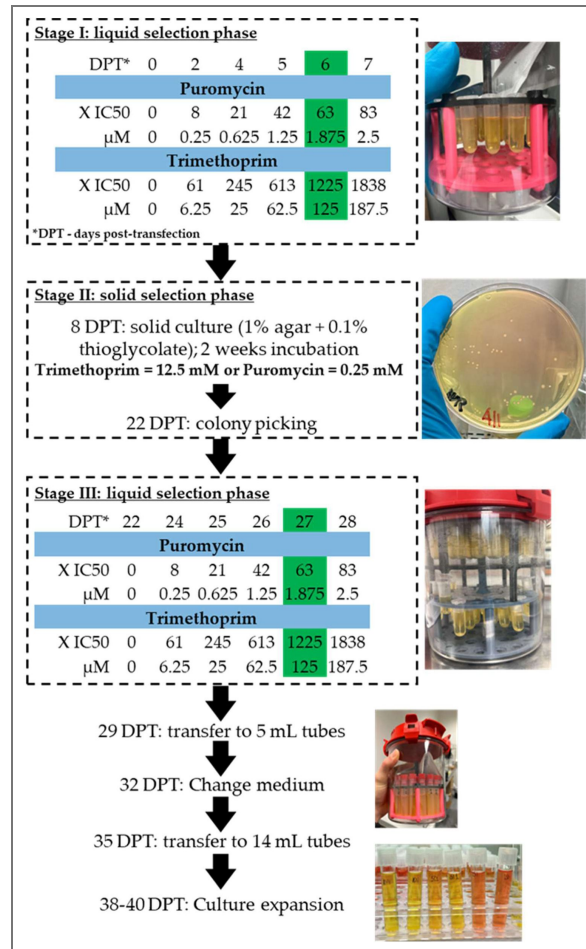 Stage I: liquid selection phase
DPT* 0 2 4 5 6 7
Puromycin
X IC50 0 8 21 42 63 83
µM 0 0.25 0.625 1.25 1.875 2.5
Trimethoprim
X IC50 0 61 245 613 1225 1838
µM 0 6.25 25 62.5 125 187.5
*DPT - days post-transfection
Stage II: solid selection phase
8 DPT: solid culture (1% agar + 0.1%
thioglycolate); 2 weeks incubation
Trimethoprim = 12.5 mM or Puromycin = 0.25 mM
22 DPT: colony picking
Stage III: liquid selection phase
DPT* 22 24 25 26 27 28
Puromycin
X IC50 0 8 21 42 63 83
µM 0 0.25 0.625 1.25 1.875 2.5
Trimethoprim
X IC50 0 61 245 613 1225 1838
µM 0 6.25 25 62.5 125 187.5
29 DPT: transfer to 5 mL tubes
32 DPT: Change medium
35 DPT: transfer to 14 mL tubes
38-40 DPT: Culture expansion